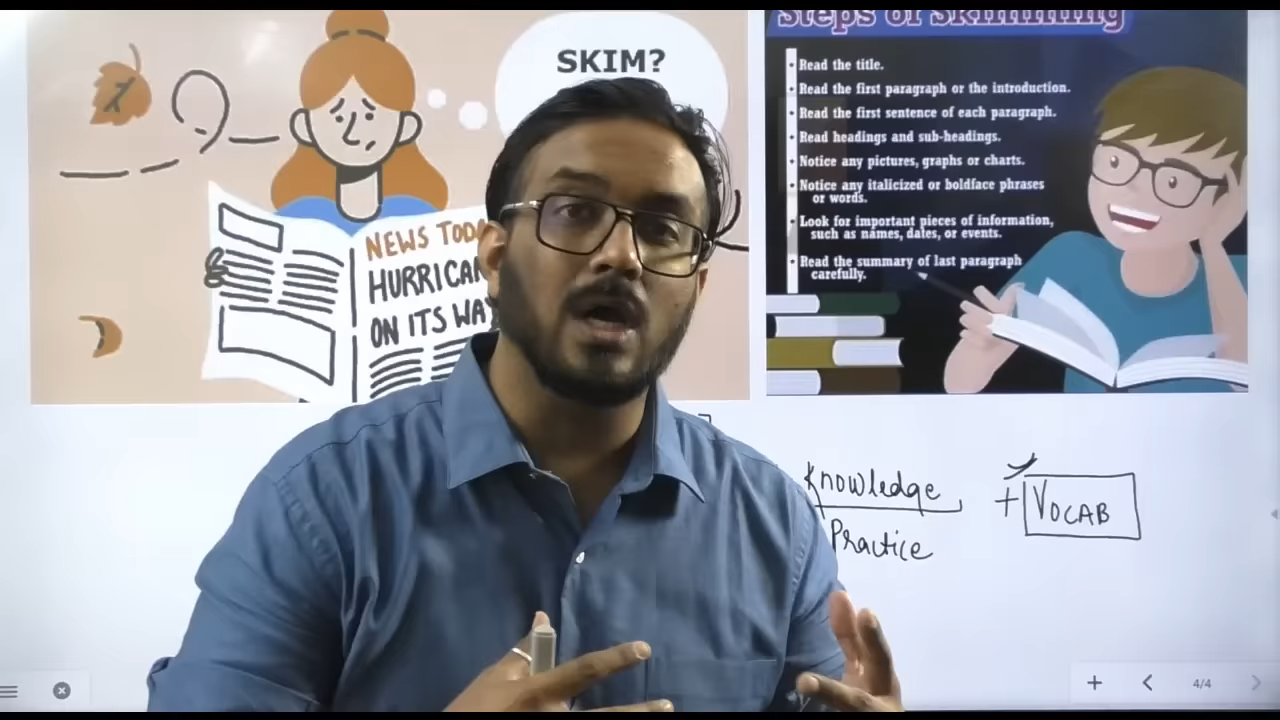 SKIM?
NEWS TODA
HURRICAN
ON ITS WAY
Steps of Skimming
• Read the title.
• Read the first paragraph or the introduction.
• Read the first sentence of each paragraph.
• Read headings and sub-headings.
• Notice any pictures, graphs or charts.
• Notice any italicized or boldface phrases
or words.
• Look for important pieces of information,
such as names, dates, or events.
• Read the summary of last paragraph
carefully.
Knowledge + VOCAB
Practice
4/4